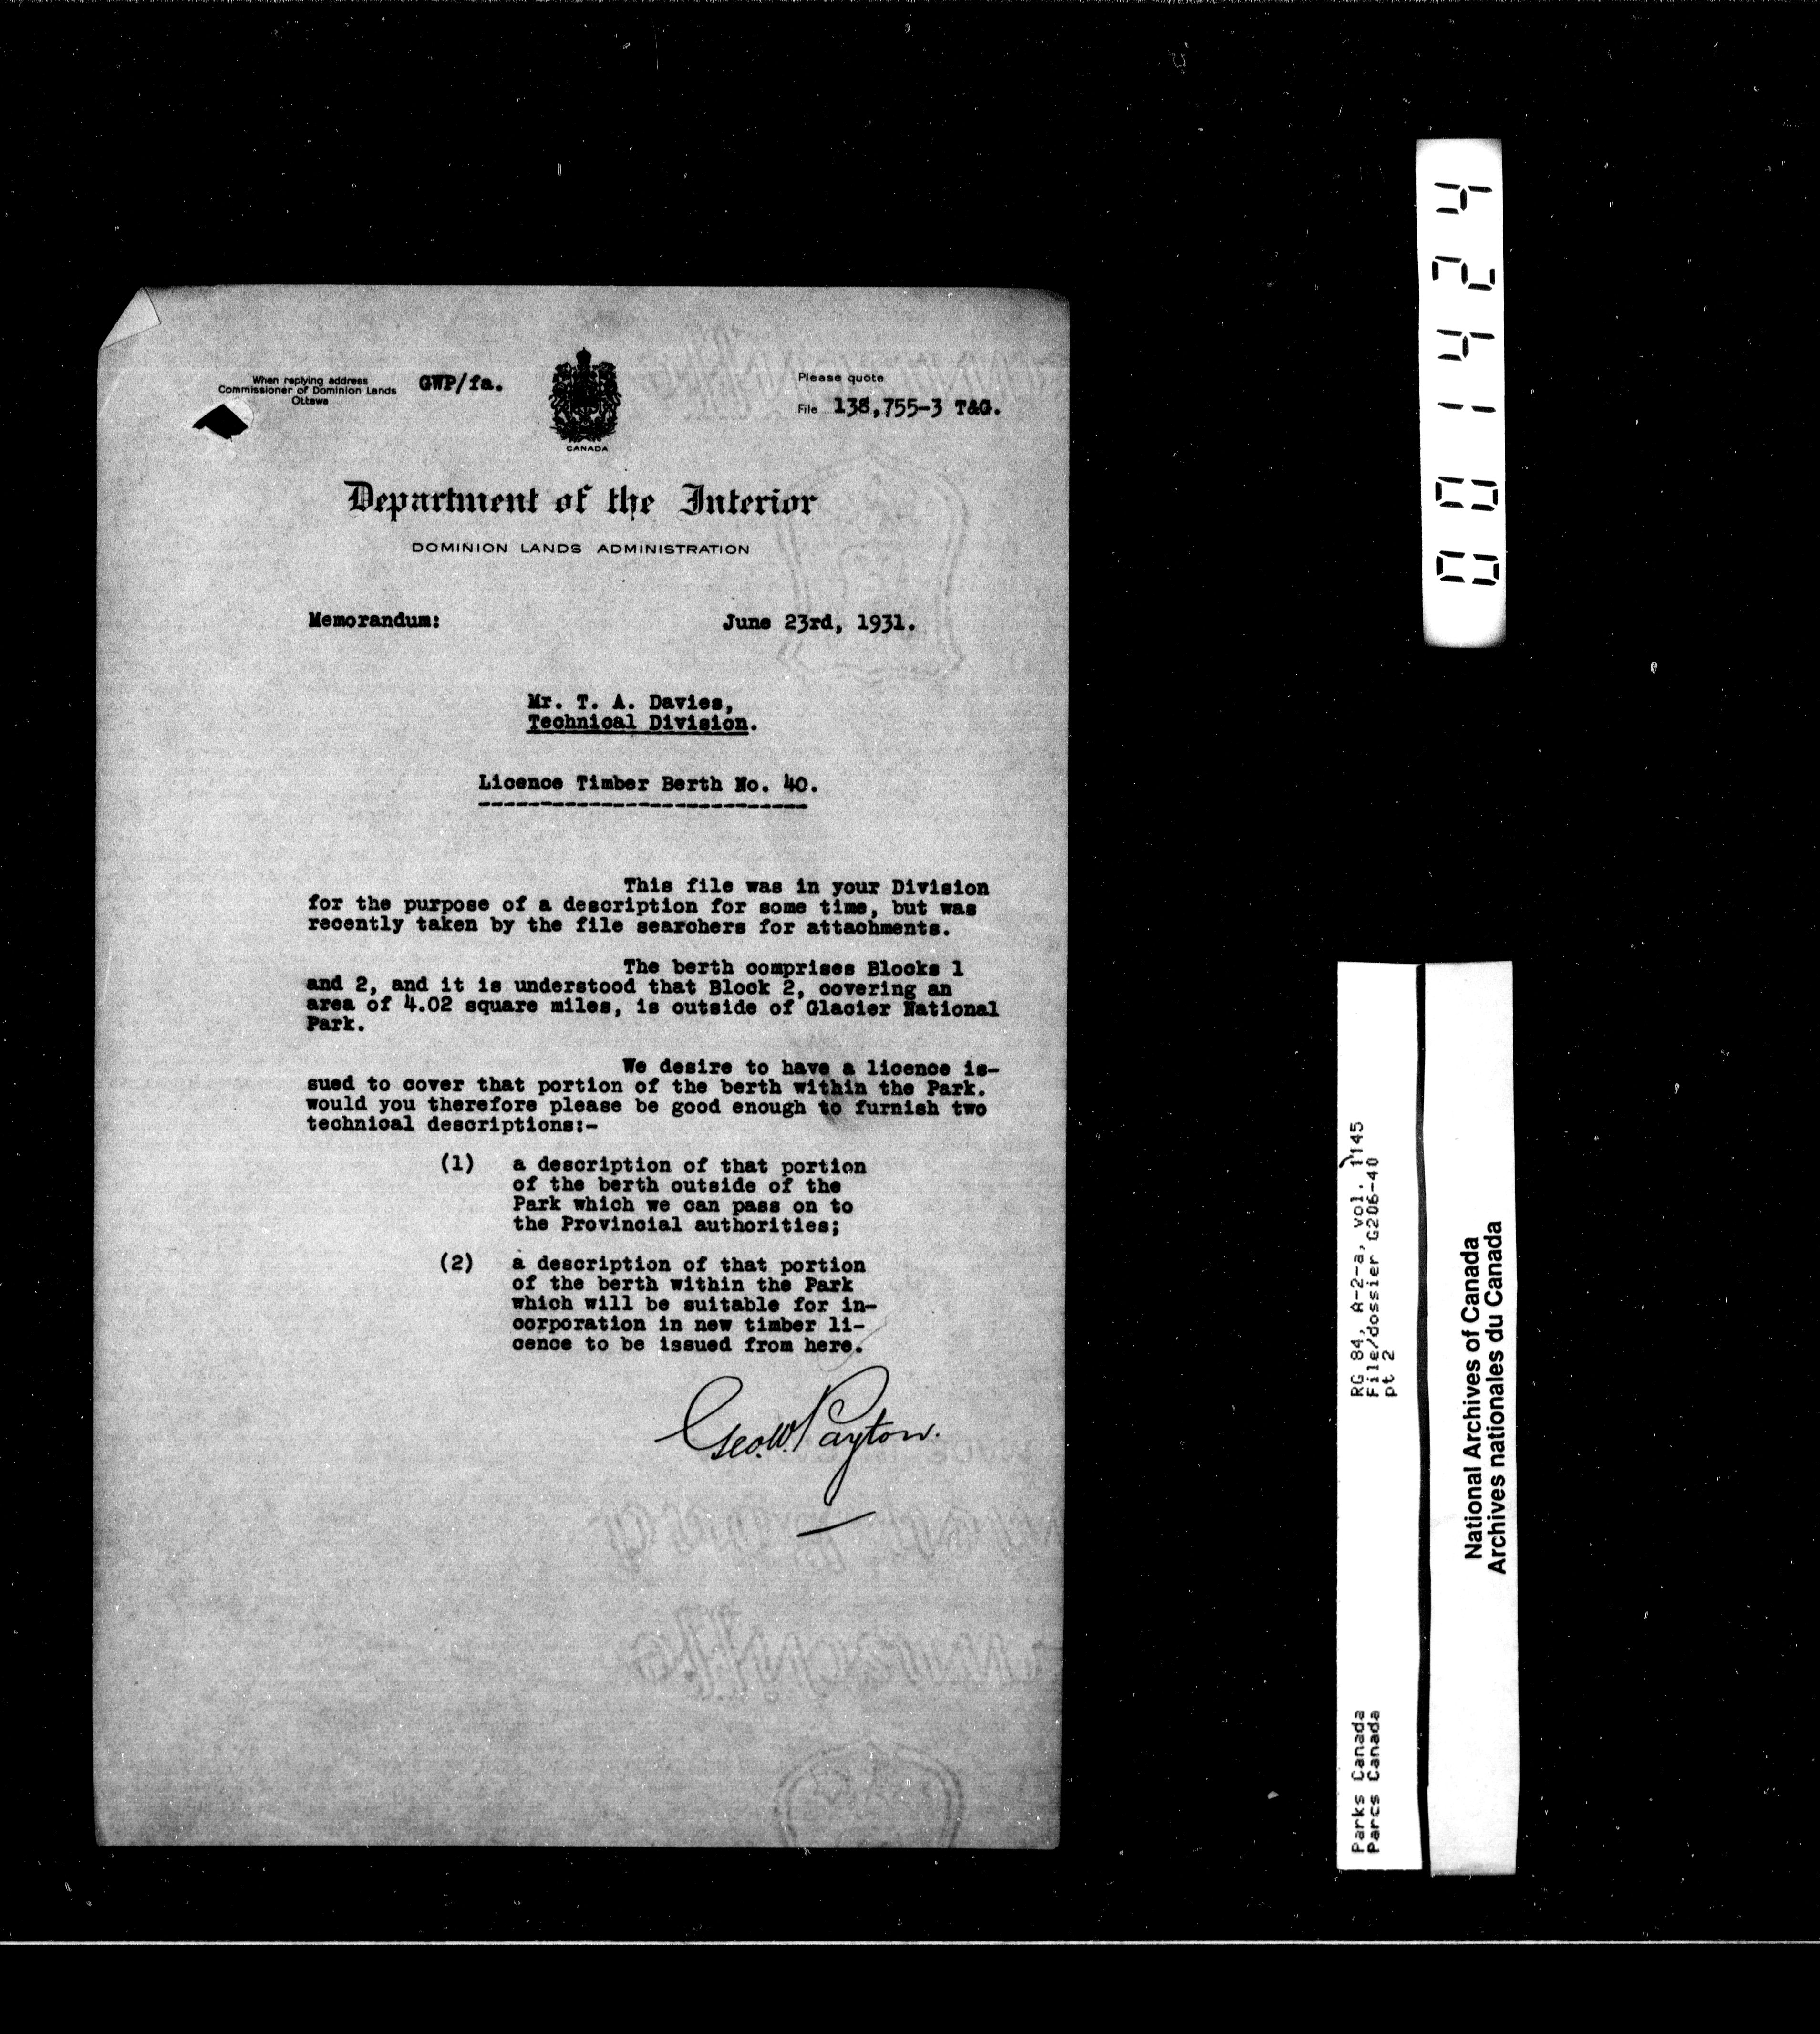 When replying address
Commissioner of Dominion Lands
Ottawa
GWP/fa.
CANADA
Please quote
File 138,755-3 T&G.
Department of the Interior
DOMINION LANDS ADMINISTRATION
Memorandum:
June 23rd, 1931.
Mr. T. A. Davies,
Technical Division.
Licence Timber Berth No. 40.
This file was in your Division
for the purpose of a description for some time, but was
recently taken by the file searchers for attachments.
The berth comprises Blocks 1
and 2, and it is understood that Block 2, covering an
area of 4.02 square miles, is outside of Glacier National
Park.
We desire to have a licence is-
sued to cover that portion of the berth within the Park.
would you therefore please be good enough to furnish two
technical descriptions:-
(1) a description of that portion
of the berth outside of the
Park which we can pass on to
the Provincial authorities;
(2) a description of that portion
of the berth within the Park
which will be suitable for in-
corporation in new timber li-
cence to be issued from here.
Geo. W. Payton.
001424
RG 84, A-2-a, vol. 1145
File/dossier G206-40
pt 2
Parks Canada
Parcs Canada
National Archives of Canada
Archives nationales du Canada